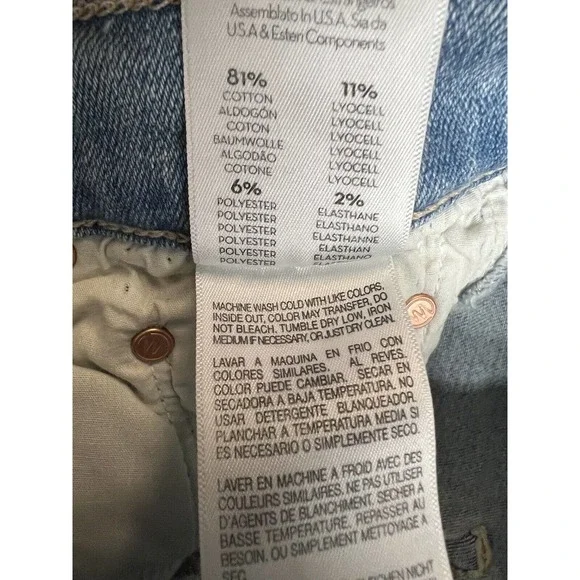 Assemblato in U.S.A. Sia da
U.S.A & Esteri Components
81% 11%
COTTON LYOCELL
ALDOGÓN LYOCELL
COTON LYOCELL
BAUMWOLLE LYOCELL
ALGODÃO LYOCELL
COTONE LYOCELL
6% 2%
POLYESTER ELASTHANE
POLYESTER ELASTANO
POLYESTER ELASTHANNE
POLYESTER ELASTHAN
POLYESTER
POLYESTER
MACHINE WASH COLD WITH LIKE COLORS,
INSIDE OUT, COLOR MAY TRANSFER, DO
NOT BLEACH. TUMBLE DRY LOW, IRON
MEDIUM IF NECESSARY, OR JUST DRY CLEAN.
LAVAR A MAQUINA EN FRIO CON
COLORES SIMILARES. AL REVES.
COLOR PUEDE CAMBIAR. SECAR EN
SECADORA A BAJA TEMPERATURA. NO
USAR DETERGENTE BLANQUEADOR.
PLANCHAR A TEMPERATURA MEDIA SI
ES NECESARIO O SIMPLEMENTE SECO.
LAVER EN MACHINE A FROID AVEC DES
COULEURS SIMILAIRES. NE PAS UTILISER
D'AGENTS DE BLANCHIMENT. SECHER A
BASSE TEMPERATURE. REPASSER AU
BESOIN, OU SIMPLEMENT METTOYAGE A
SEC
NICHT